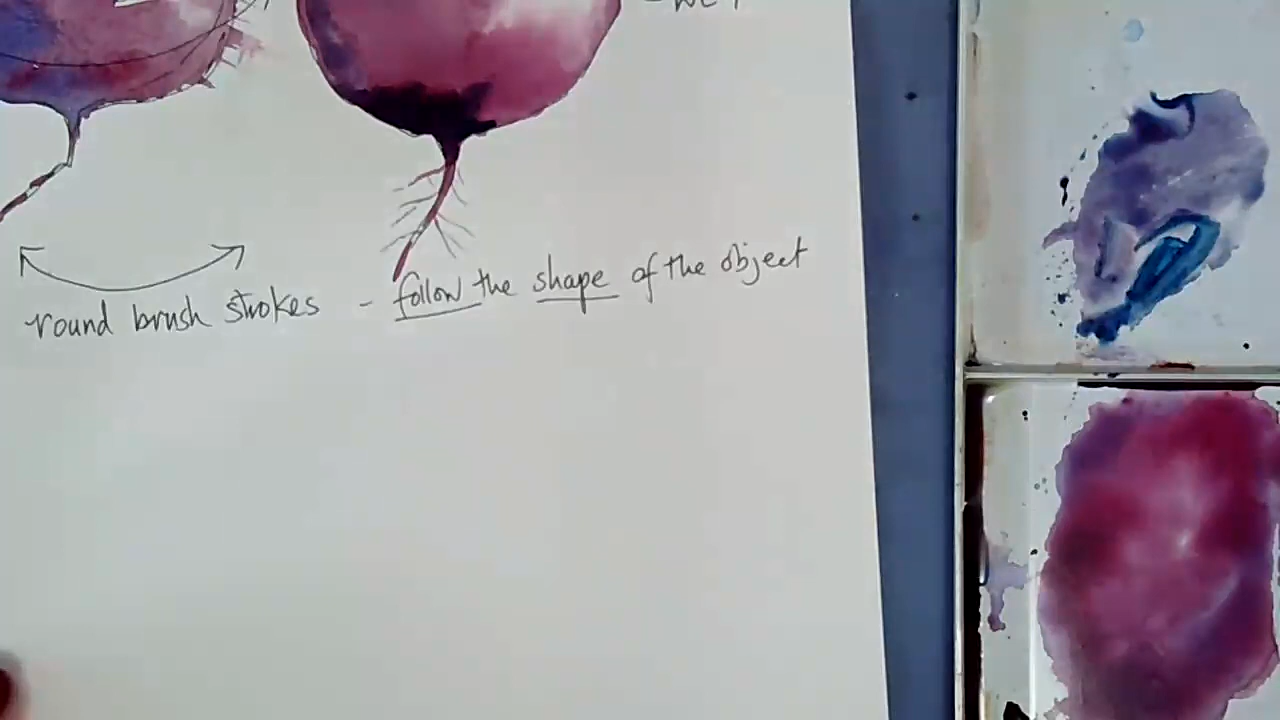 round brush strokes - follow the shape of the object